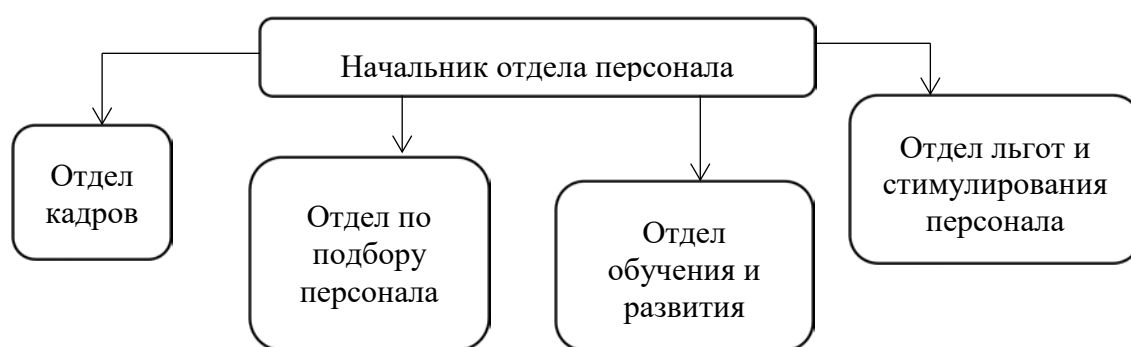 Начальник отдела персонала
Отдел
кадров
Отдел по
подбору
персонала
Отдел
обучения и
развития
Отдел льгот и
стимулирования
персонала